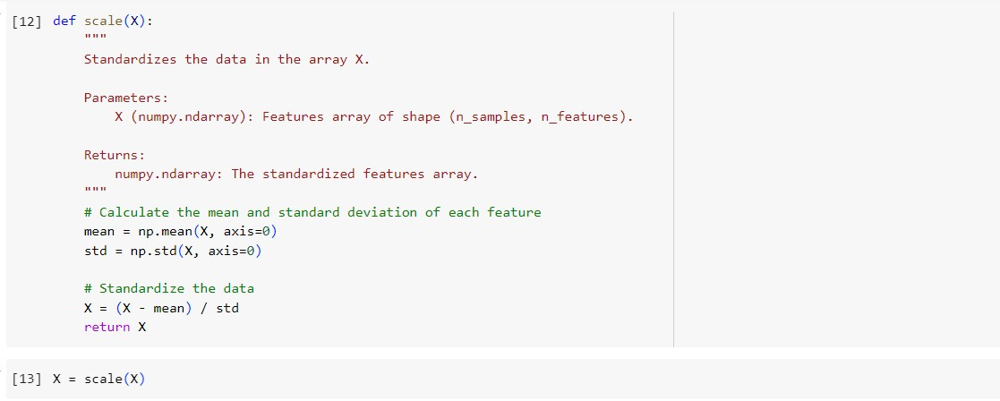 [12] def scale(X):
"""
Standardizes the data in the array X.
Parameters:
X (numpy.ndarray): Features array of shape (n_samples, n_features).
Returns:
numpy.ndarray: The standardized features array.
"""
# Calculate the mean and standard deviation of each feature
mean = np.mean(X, axis=0)
std = np.std(X, axis=0)
# Standardize the data
X = (X - mean) / std
return X
[13] X = scale(X)